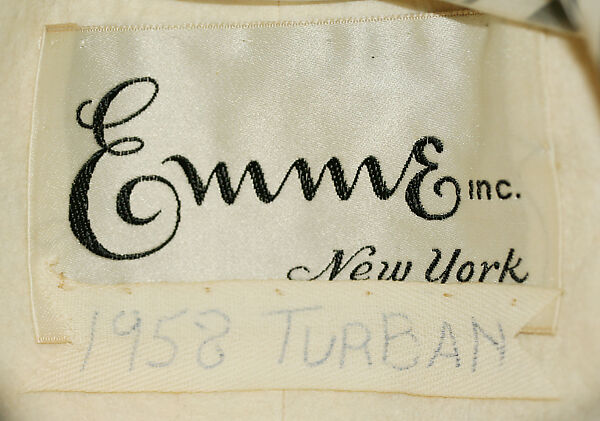 Emme inc.
New York
1958 TURBAN